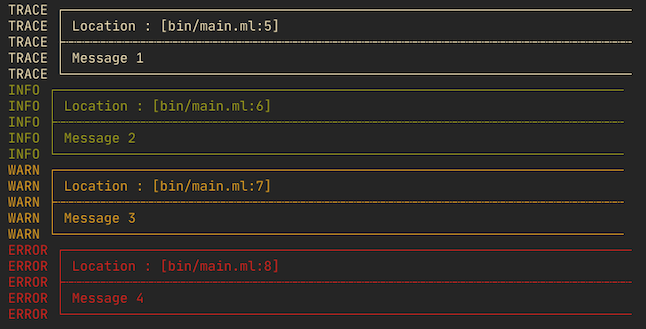 TRACE
TRACE Location : [bin/main.ml:5]
TRACE
TRACE Message 1
TRACE
INFO
INFO Location : [bin/main.ml:6]
INFO
INFO Message 2
INFO
WARN
WARN Location : [bin/main.ml:7]
WARN
WARN Message 3
WARN
ERROR
ERROR Location : [bin/main.ml:8]
ERROR
ERROR Message 4
ERROR